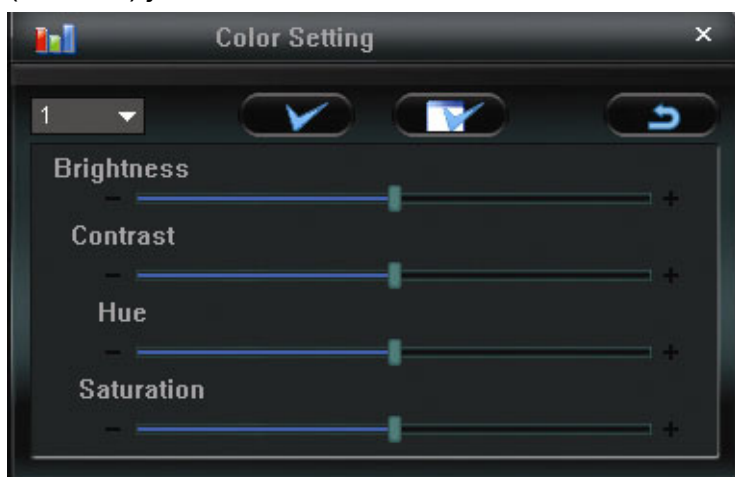 Color Setting ×
1
Brightness
- +
Contrast
- +
Hue
- +
Saturation
- +